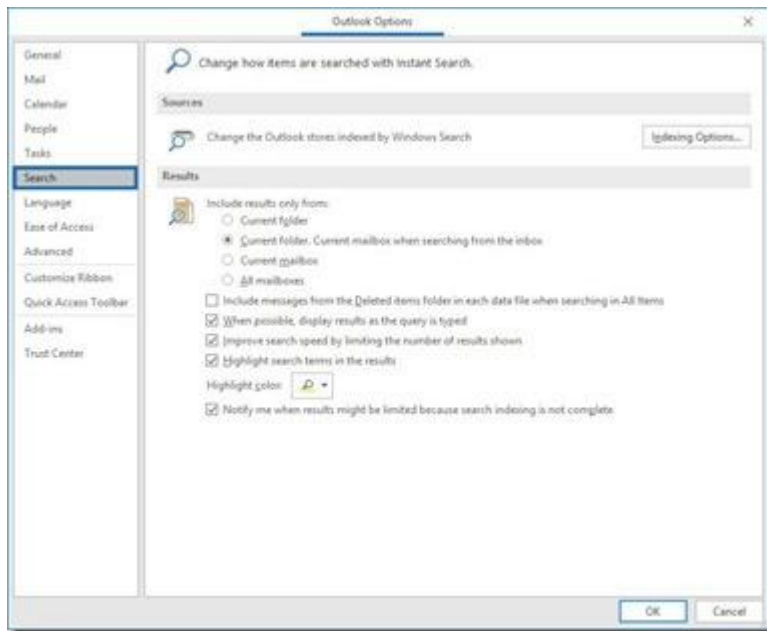 Outlook Options
General
Mail
Calendar
People
Tasks
Search
Language
Ease of Access
Advanced
Customize Ribbon
Quick Access Toolbar
Add-ins
Trust Center
Change how items are searched with Instant Search.
Sources
Change the Outlook stores indexed by Windows Search
Indexing Options...
Results
Include results only from:
Current folder
Current folder. Current mailbox when searching from the inbox
Current mailbox
All mailboxes
Include messages from the Deleted items folder in each data file when searching in All Items
When possible, display results as the query is typed
Improve search speed by limiting the number of results shown
Highlight search terms in the results
Highlight color:
Notify me when results might be limited because search indexing is not complete
OK
Cancel